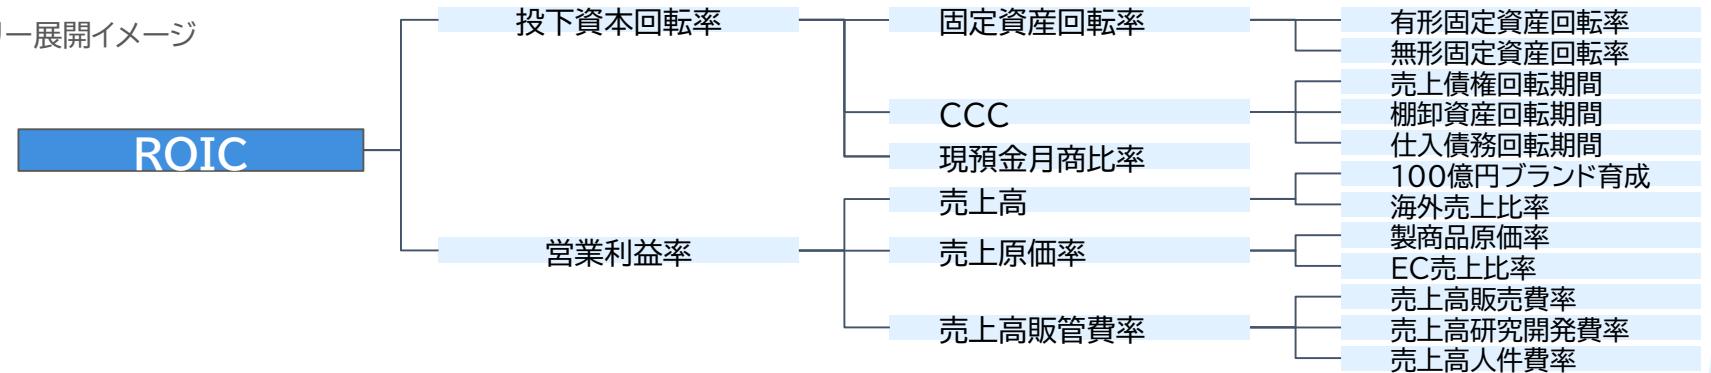 リー展開イメージ
ROIC
投下資本回転率
固定資産回転率
有形固定資産回転率
無形固定資産回転率
CCC
売上債権回転期間
棚卸資産回転期間
仕入債務回転期間
現預金月商比率
営業利益率
売上高
100億円ブランド育成
海外売上比率
売上原価率
製商品原価率
EC売上比率
売上高販管費率
売上高販売費率
売上高研究開発費率
売上高人件費率